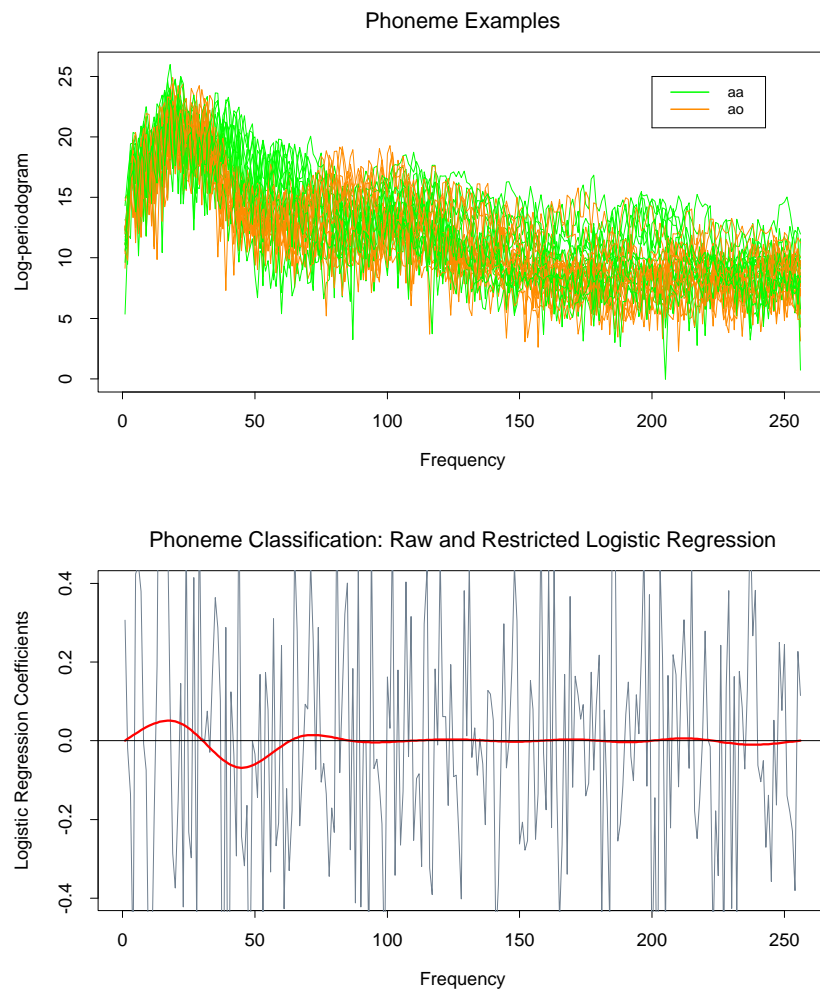 Phoneme Examples
25
20
15
10
5
0
Log-periodogram
aa
ao
0 50 100 150 200 250
Frequency
Phoneme Classification: Raw and Restricted Logistic Regression
0.4
0.2
0.0
-0.2
-0.4
Logistic Regression Coefficients
0 50 100 150 200 250
Frequency